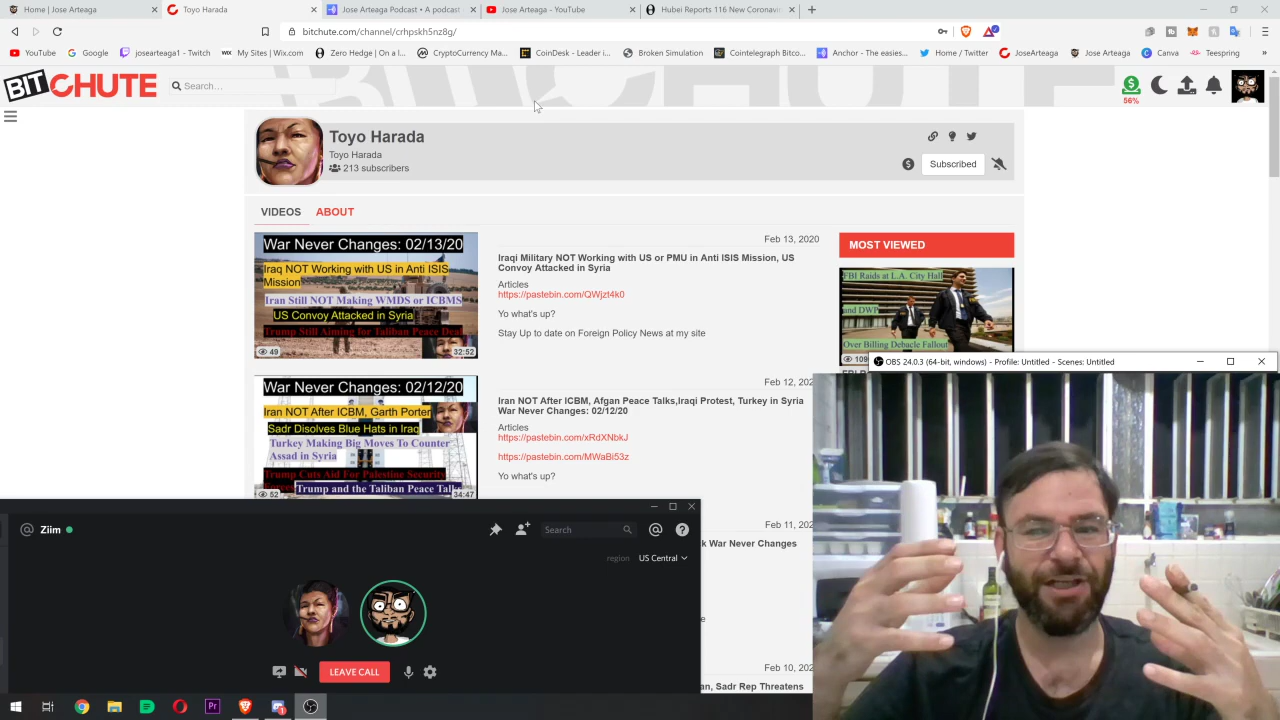 Home | Jose Arteaga
Toyo Harada
Jose Arteaga Podcast • A podcast
Jose Arteaga - YouTube
Hubei Reports 116 New Coronavir
bitchute.com/channel/crhpskh5nz8g/
YouTube
Google
josearteaga1 - Twitch
WIX My Sites | Wix.com
Zero Hedge | On a l...
CryptoCurrency Ma...
CoinDesk - Leader i...
Broken Simulation
Cointelegraph Bitco...
Anchor - The easies...
Home / Twitter
JoseArteaga
Jose Arteaga
Canva
Teespring
»
BITCHUTE
Search...
BITCHUTE
56%
Toyo Harada
Toyo Harada
213 subscribers
Subscribed
VIDEOS
ABOUT
War Never Changes: 02/13/20
Iraq NOT Working with US in Anti ISIS
Mission
Iran Still NOT Making WMDS or ICBMS
US Convoy Attacked in Syria
Trump Still Aiming for Taliban Peace Deal
49
32:52
Feb 13, 2020
Iraqi Military NOT Working with US or PMU in Anti ISIS Mission, US
Convoy Attacked in Syria
Articles
https://pastebin.com/QWjzt4k0
Yo what's up?
Stay Up to date on Foreign Policy News at my site
MOST VIEWED
FBI Raids at L.A. City Hall
and DWP
Over Billing Debacle Fallout
109
War Never Changes: 02/12/20
Iran NOT After ICBM, Garth Porter
Sadr Disolves Blue Hats in Iraq
Turkey Making Big Moves To Counter
Assad in Syria
Trump Cuts Aid For Palestine Security
Forces
Trump and the Taliban Peace Talk
52
34:47
Feb 12, 202
Iran NOT After ICBM, Afgan Peace Talks,Iraqi Protest, Turkey in Syria
War Never Changes: 02/12/20
Articles
https://pastebin.com/xRdXNbkJ
https://pastebin.com/MWaBi53z
Yo what's up?
Feb 11, 202
k War Never Changes
Feb 10, 202
an, Sadr Rep Threatens
OBS 24.0.3 (64-bit, windows) - Profile: Untitled - Scenes: Untitled
@ Ziim
Search
region
US Central
LEAVE CALL
Pr